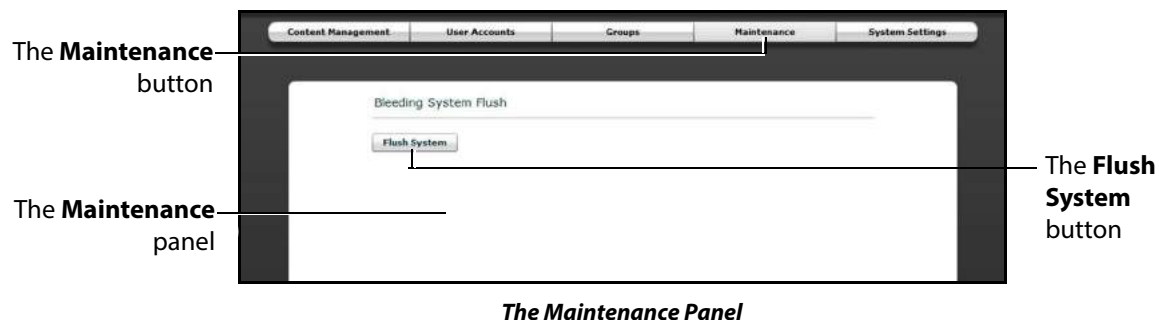 Content Management User Accounts Groups Maintenance System Settings
The Maintenance
button
Bleeding System Flush
Flush System
The Flush
System
button
The Maintenance
panel
The Maintenance Panel